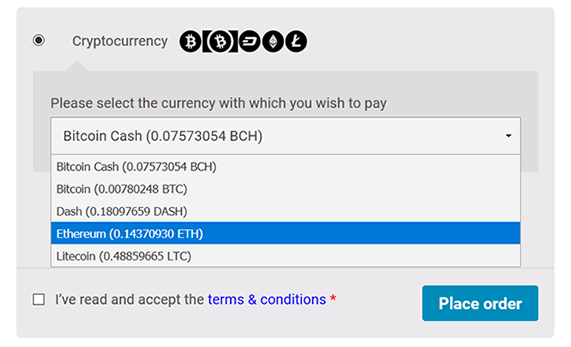 Cryptocurrency
Please select the currency with which you wish to pay
Bitcoin Cash (0.07573054 BCH)
Bitcoin Cash (0.07573054 BCH)
Bitcoin (0.00780248 BTC)
Dash (0.18097659 DASH)
Ethereum (0.14370930 ETH)
Litecoin (0.48859665 LTC)
I've read and accept the terms & conditions *
Place order